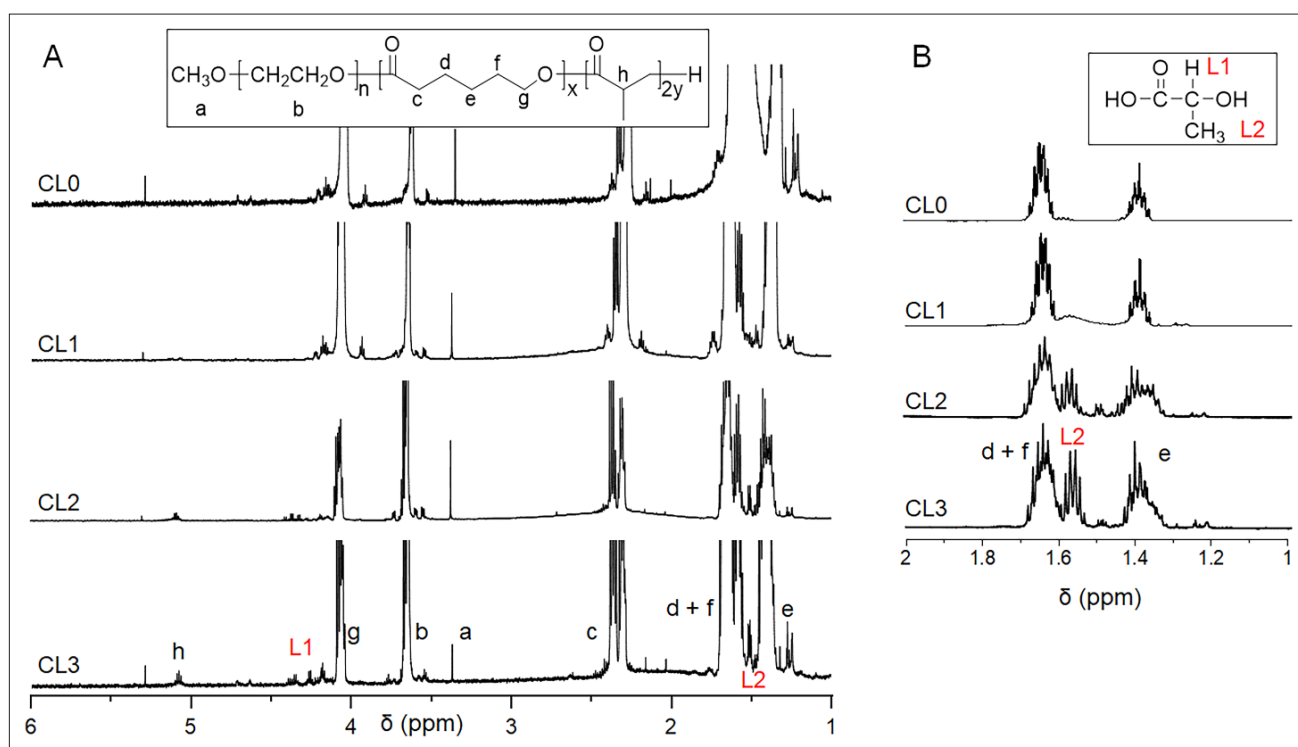 A
O
O
CH₃O
CH₂CH₂O
n
O
x
2y
H
a
b
c
d
e
f
g
h
CL0
CL1
CL2
CL3
h
L1
g
b
a
c
d + f
L2
e
6
5
4
3
2
1
δ (ppm)
B
H
L1
O
HO
C
C
OH
CH₃
L2
CL0
CL1
CL2
d + f
L2
e
CL3
2
1.8
1.6
1.4
1.2
1
δ (ppm)